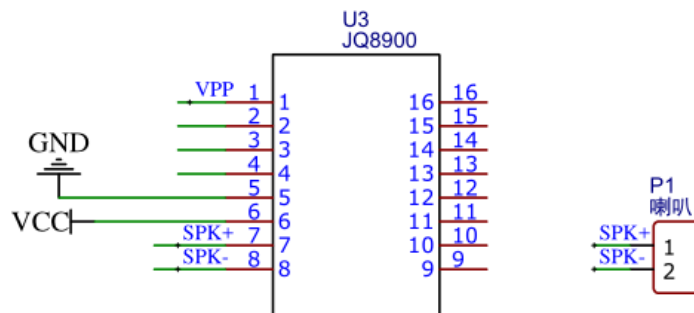 U3
JQ8900
VPP 1 1 16 16
2 2 15 15
3 3 14 14
GND 4 4 13 13
5 5 12 12
VCC 6 6 11 11
SPK+ 7 7 10 10
SPK- 8 8 9 9
P1
喇叭
SPK+ 1
SPK- 2